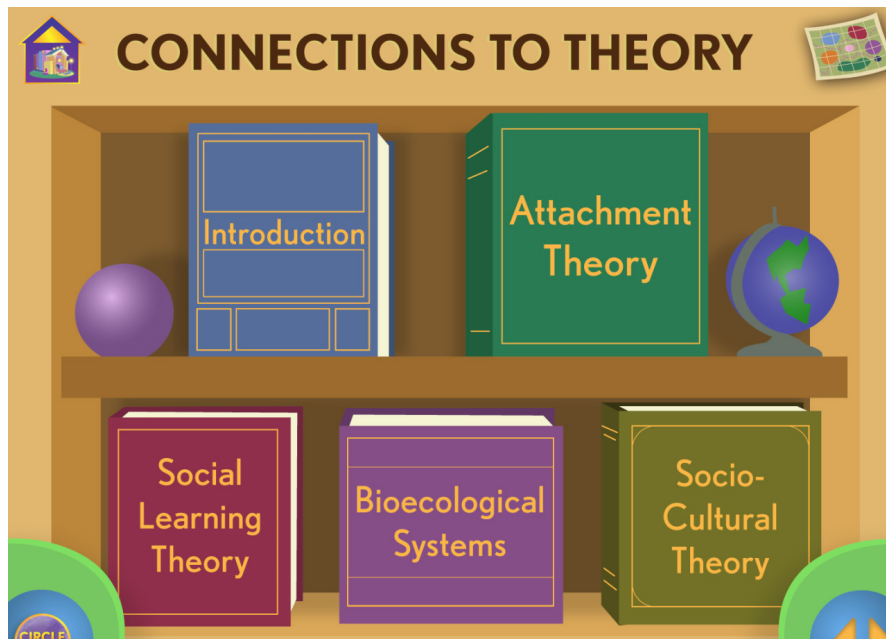 CONNECTIONS TO THEORY
Introduction
Attachment
Theory
Social
Learning
Theory
Bioecological
Systems
Socio-
Cultural
Theory
CIRCLE